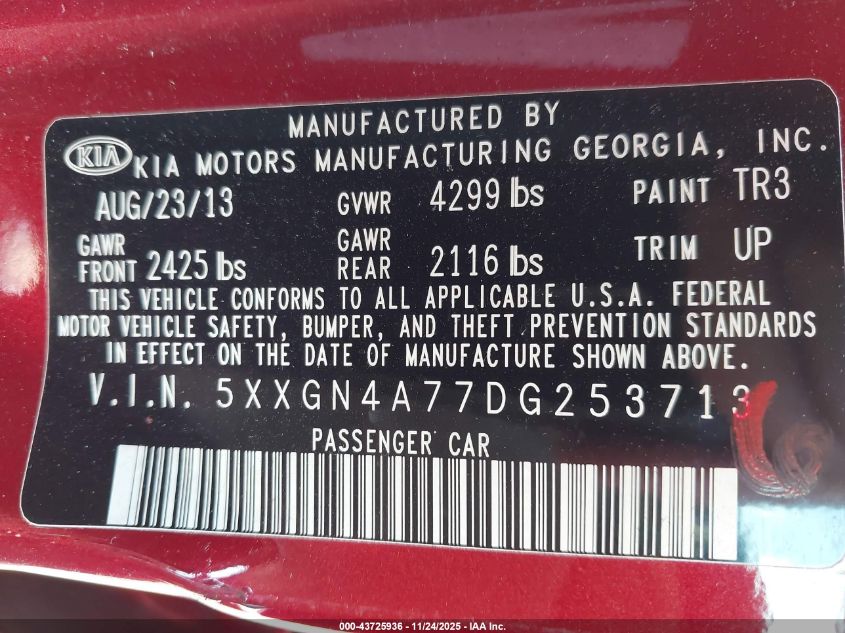 MANUFACTURED BY
KIA KIA MOTORS MANUFACTURING GEORGIA, INC.
AUG/23/13 GVWR 4299 lbs PAINT TR3
GAWR FRONT 2425 lbs GAWR REAR 2116 lbs TRIM UP
THIS VEHICLE CONFORMS TO ALL APPLICABLE U.S.A. FEDERAL
MOTOR VEHICLE SAFETY, BUMPER, AND THEFT PREVENTION STANDARDS
IN EFFECT ON THE DATE OF MANUFACTURE SHOWN ABOVE.
V.I.N. 5XXGN4A77DG253713
PASSENGER CAR
000-43725936 - 11/24/2025 - IAA Inc.